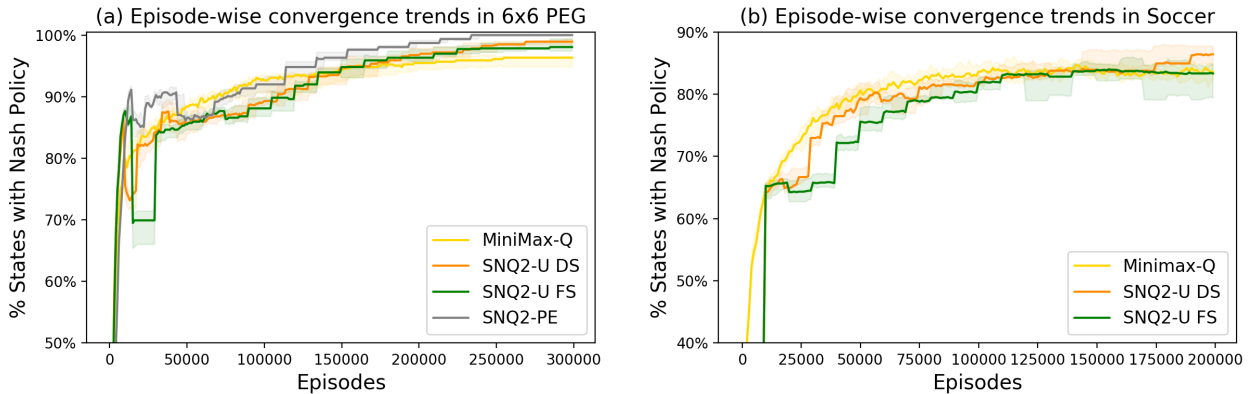 (a) Episode-wise convergence trends in 6x6 PEG
% States with Nash Policy
100%
90%
80%
70%
60%
50%
0
50000
100000
150000
200000
250000
300000
Episodes
MiniMax-Q
SNQ2-U DS
SNQ2-U FS
SNQ2-PE
(b) Episode-wise convergence trends in Soccer
% States with Nash Policy
90%
80%
70%
60%
50%
40%
0
25000
50000
75000
100000
125000
150000
175000
200000
Episodes
Minimax-Q
SNQ2-U DS
SNQ2-U FS